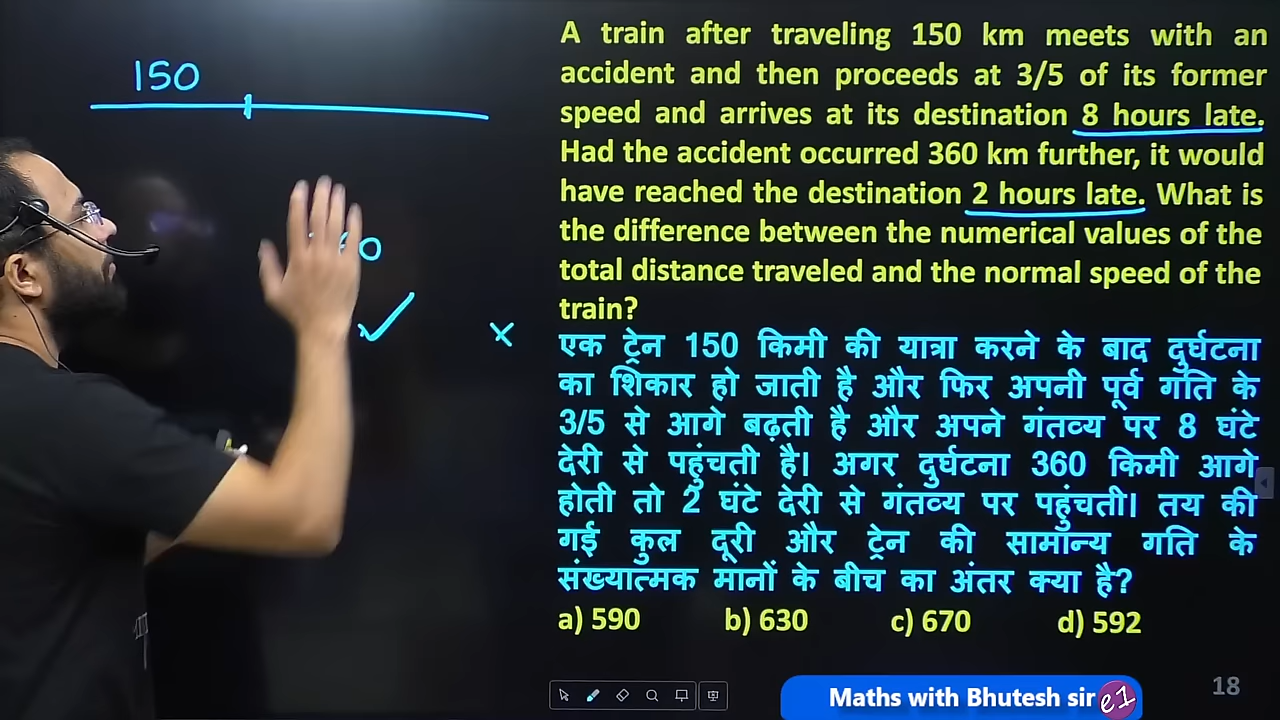 150
A train after traveling 150 km meets with an
accident and then proceeds at 3/5 of its former
speed and arrives at its destination 8 hours late.
Had the accident occurred 360 km further, it would
have reached the destination 2 hours late. What is
the difference between the numerical values of the
total distance traveled and the normal speed of the
train?
एक ट्रेन 150 किमी की यात्रा करने के बाद दुर्घटना
का शिकार हो जाती है और फिर अपनी पूर्व गति के
3/5 से आगे बढ़ती है और अपने गंतव्य पर 8 घंटे
देरी से पहुंचती है। अगर दुर्घटना 360 किमी आगे
होती तो 2 घंटे देरी से गंतव्य पर पहुंचती। तय की
गई कुल दूरी और ट्रेन की सामान्य गति के
संख्यात्मक मानों के बीच का अंतर क्या है?
a) 590 b) 630 c) 670 d) 592
Maths with Bhutesh sir e1
18